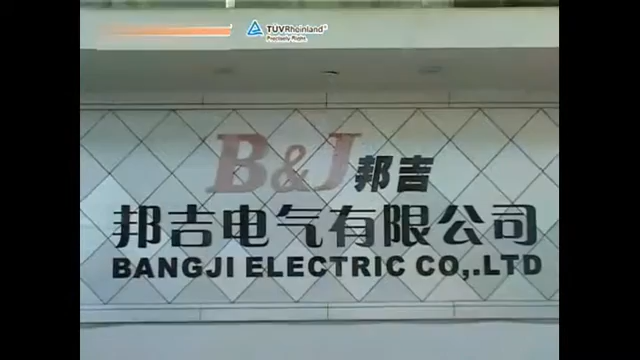 TÜVRheinland®
Precisely Right.
B&J 邦吉
邦吉电气有限公司
BANGJI ELECTRIC CO,.LTD